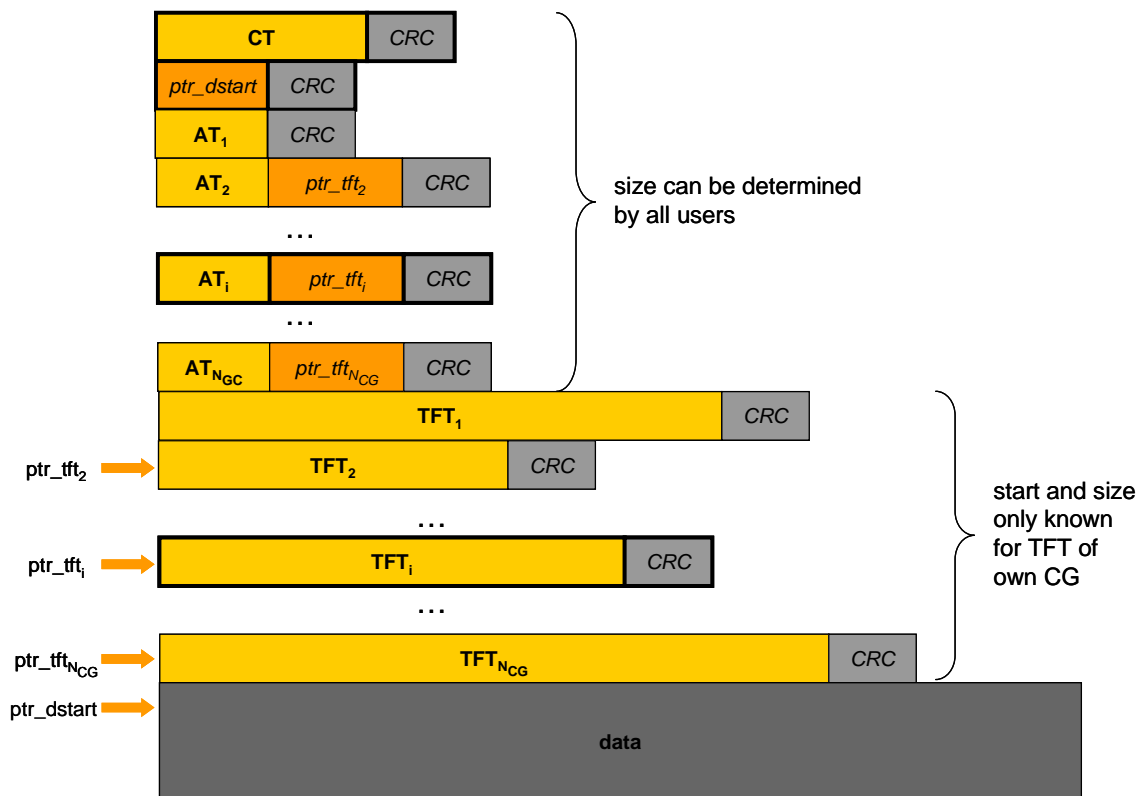 CT CRC
ptr_dstart CRC
AT1 CRC
AT2 ptr_tft2 CRC
...
ATi ptr_tfti CRC
...
ATNGC ptr_tftNCG CRC
size can be determined
by all users
TFT1 CRC
ptr_tft2 TFT2 CRC
...
ptr_tfti TFTi CRC
...
ptr_tftNCG TFTNCG CRC
start and size
only known
for TFT of
own CG
ptr_dstart
data